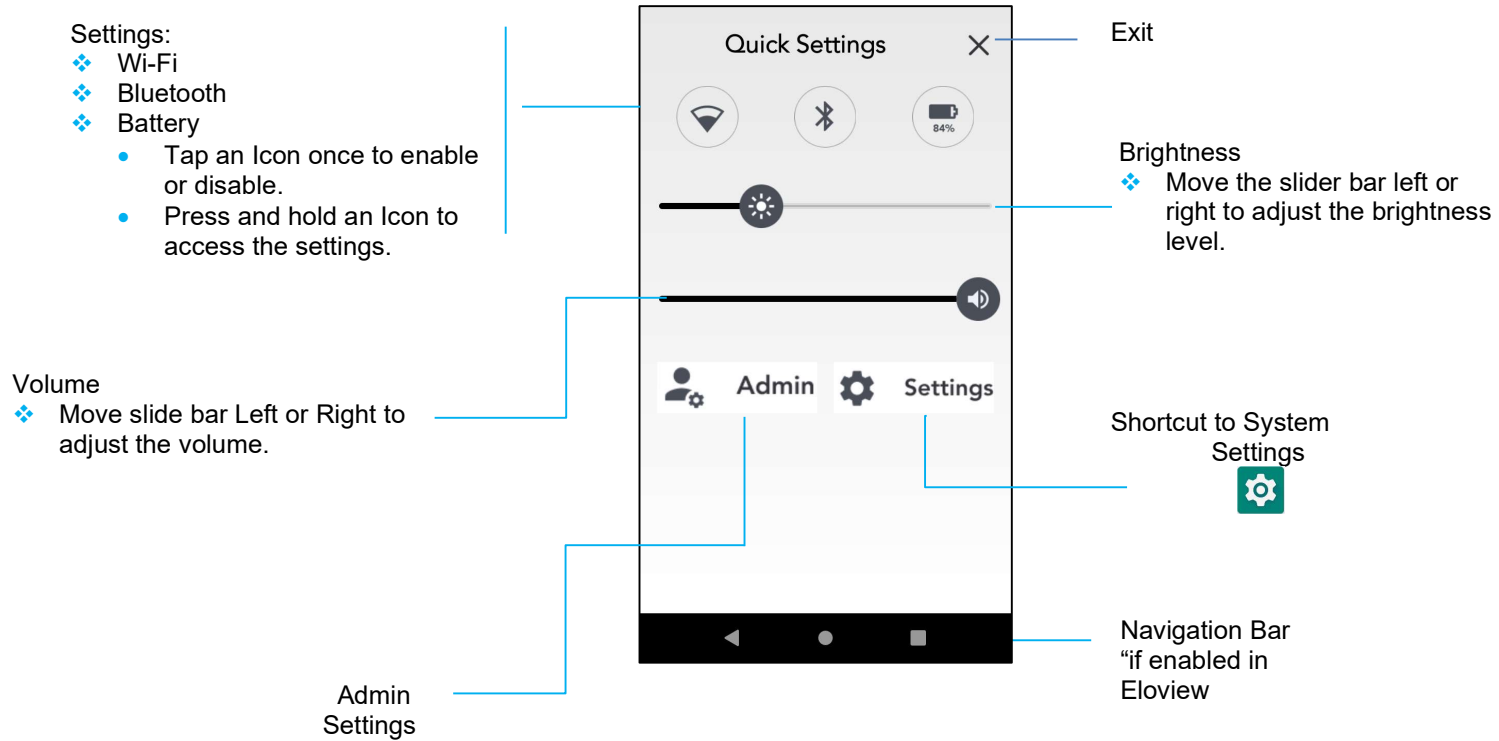 Settings:
❖ Wi-Fi
❖ Bluetooth
❖ Battery
• Tap an Icon once to enable
or disable.
• Press and hold an Icon to
access the settings.
Volume
❖ Move slide bar Left or Right to
adjust the volume.
Admin
Settings
Quick Settings
84%
Admin
Settings
Exit
Brightness
❖ Move the slider bar left or
right to adjust the brightness
level.
Shortcut to System
Settings
Navigation Bar
“if enabled in
Eloview